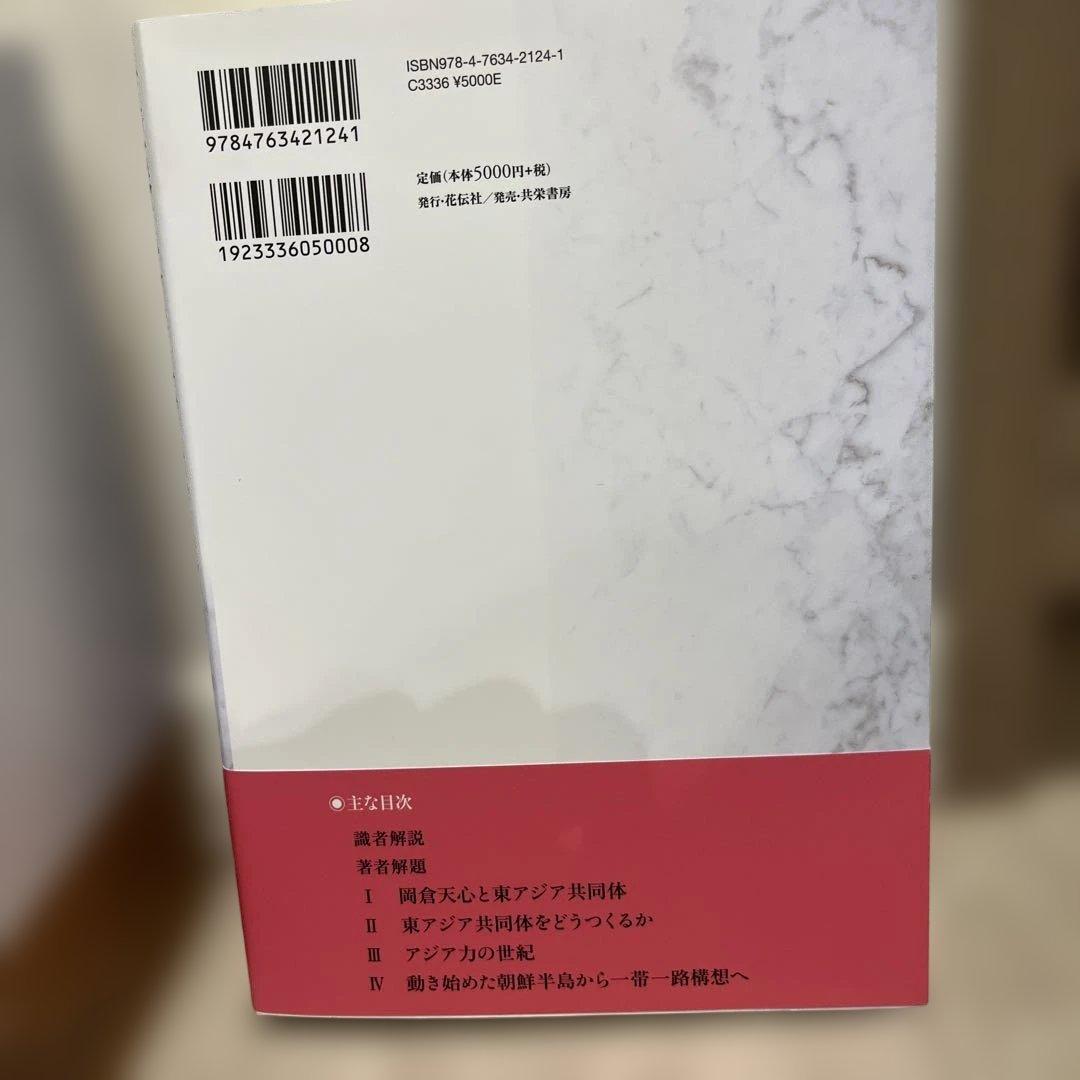 ISBN978-4-7634-2124-1
C3336 ¥5000E
9784763421241
定価(本体5000円+税)
発行・花伝社／発売・共栄書房
1923336050008
◉主な目次
識者解説
著者解題
Ⅰ 岡倉天心と東アジア共同体
Ⅱ 東アジア共同体をどうつくるか
Ⅲ アジア力の世紀
Ⅳ 動き始めた朝鮮半島から一帯一路構想へ